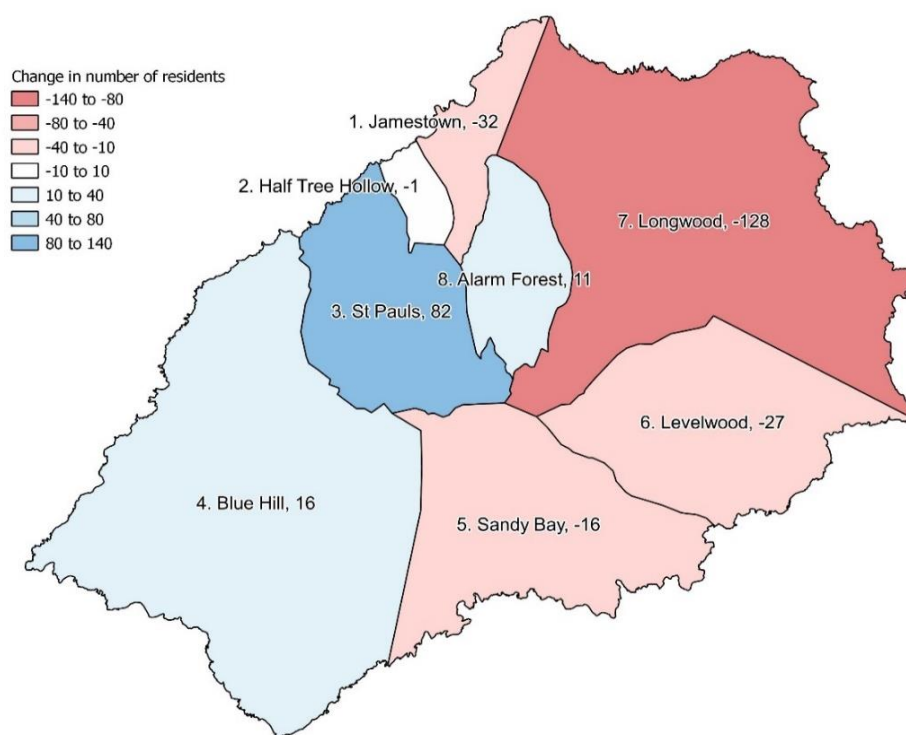 Change in number of residents
-140 to -80
-80 to -40
-40 to -10
-10 to 10
10 to 40
40 to 80
80 to 140
1. Jamestown, -32
2. Half Tree Hollow, -1
7. Longwood, -128
8. Alarm Forest, 11
3. St Pauls, 82
6. Levelwood, -27
4. Blue Hill, 16
5. Sandy Bay, -16